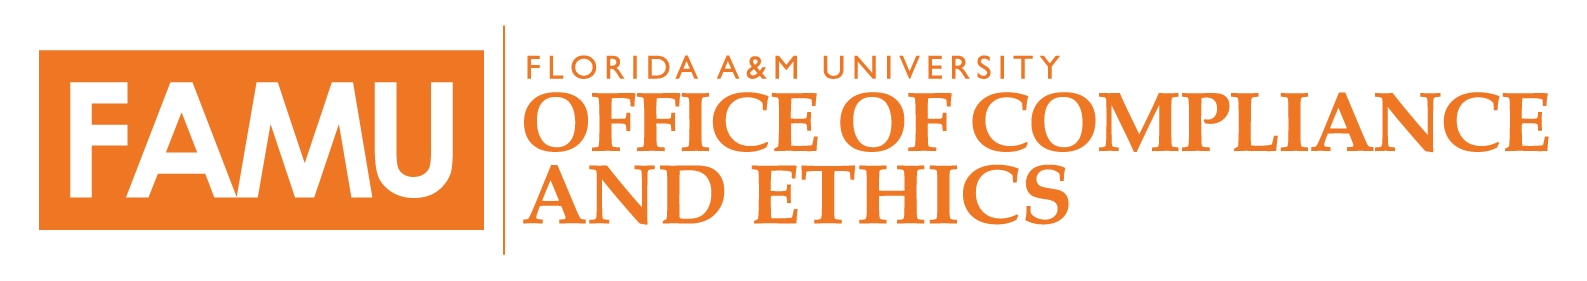 FAMU
FLORIDA A&M UNIVERSITY
OFFICE OF COMPLIANCE
AND ETHICS